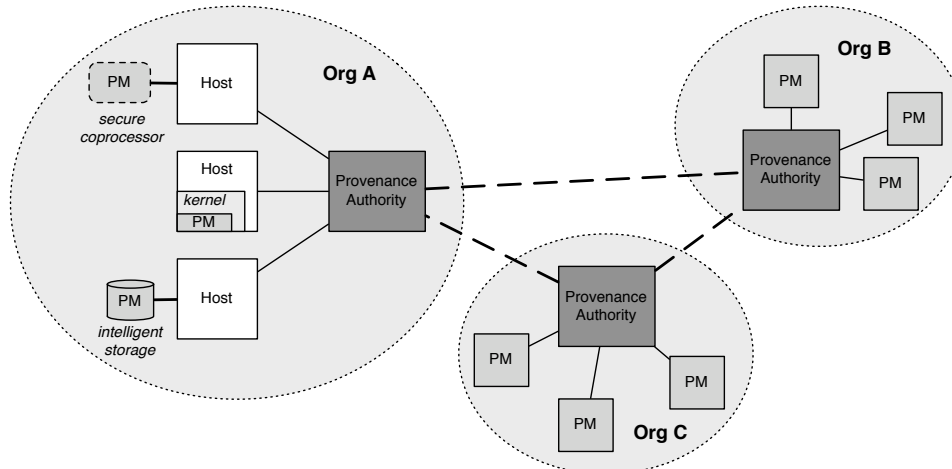 Org A
PM
Host
secure
coprocessor
Host
kernel
PM
Provenance
Authority
PM
Host
intelligent
storage
Org B
PM
PM
Provenance
Authority
PM
Provenance
Authority
PM
PM
PM
Org C